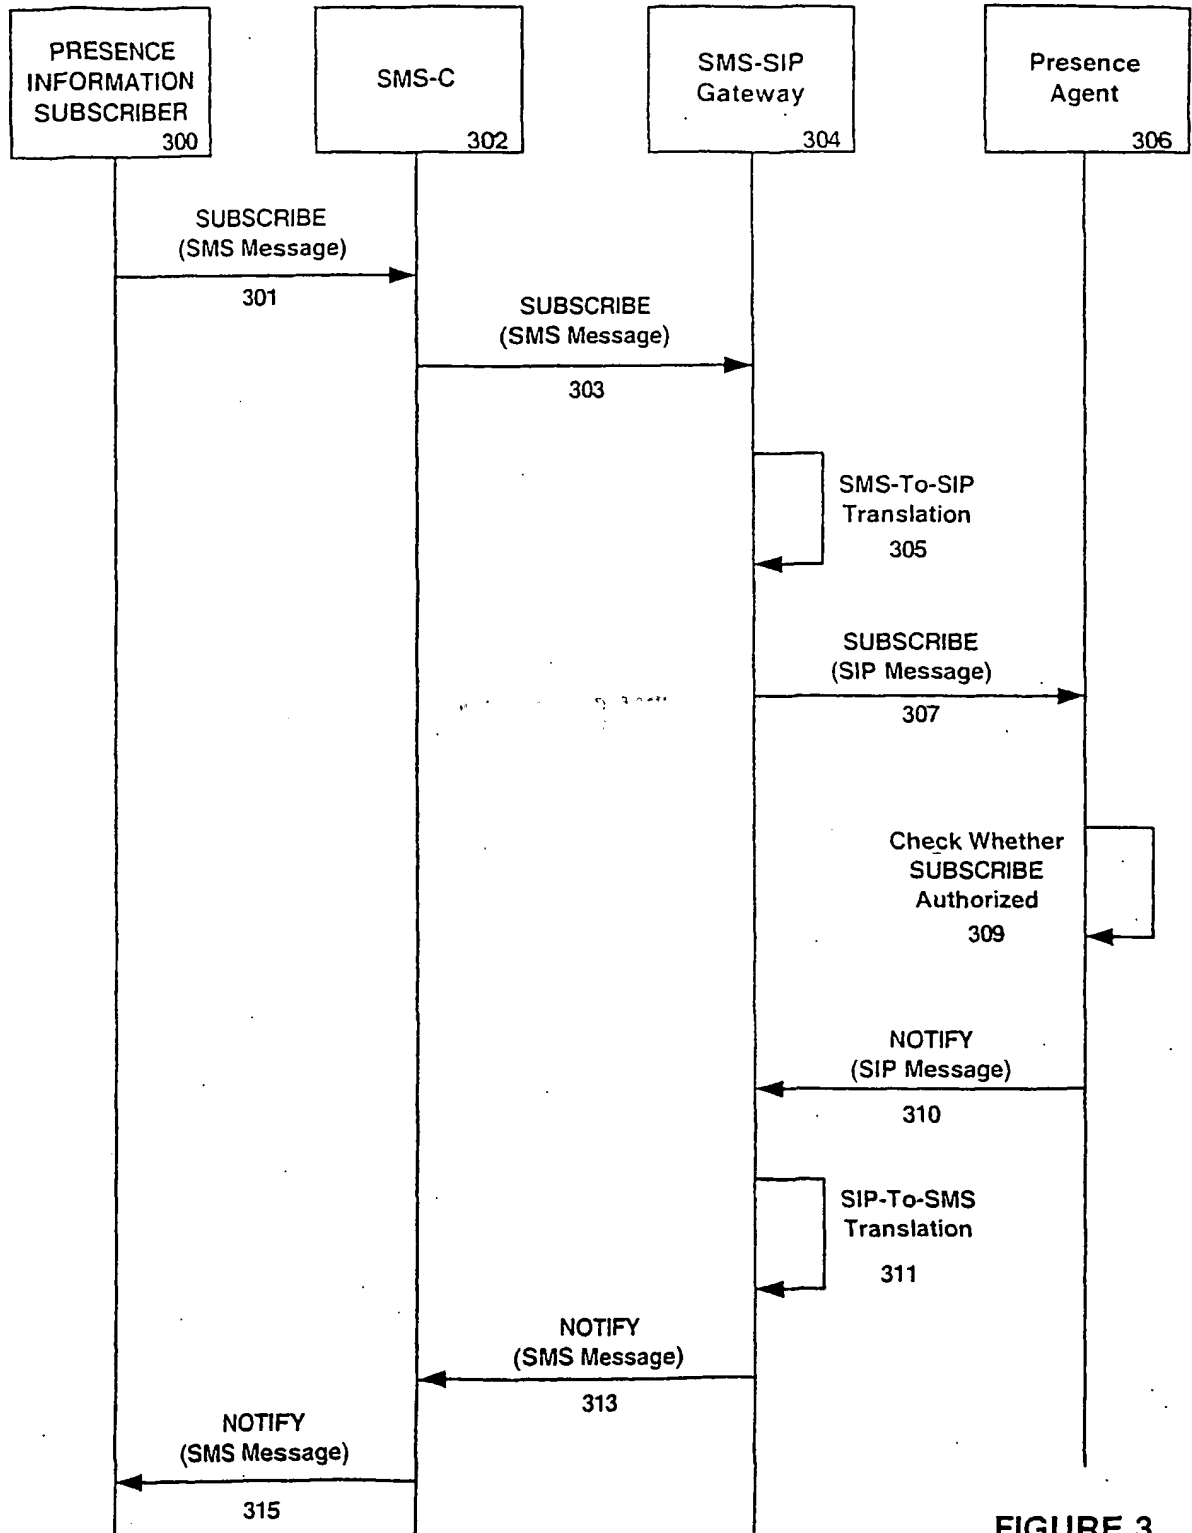 PRESENCE
INFORMATION
SUBSCRIBER
300
SMS-C
302
SMS-SIP
Gateway
304
Presence
Agent
306
SUBSCRIBE
(SMS Message)
301
SUBSCRIBE
(SMS Message)
303
SMS-To-SIP
Translation
305
SUBSCRIBE
(SIP Message)
307
Check Whether
SUBSCRIBE
Authorized
309
NOTIFY
(SIP Message)
310
SIP-To-SMS
Translation
311
NOTIFY
(SMS Message)
313
NOTIFY
(SMS Message)
315
FIGURE 3